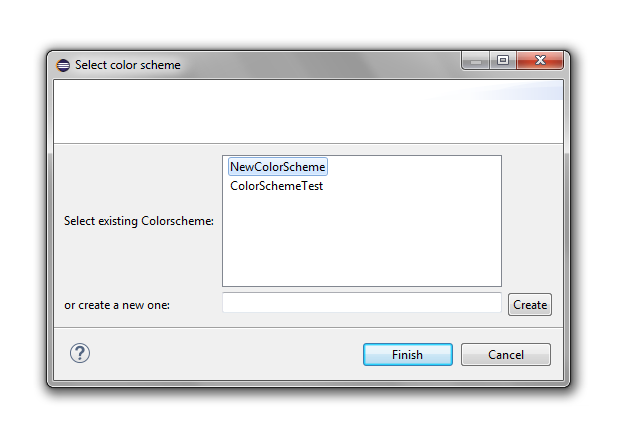 Select color scheme
NewColorScheme
ColorSchemeTest
Select existing Colorscheme:
or create a new one:
Create
?
Finish
Cancel